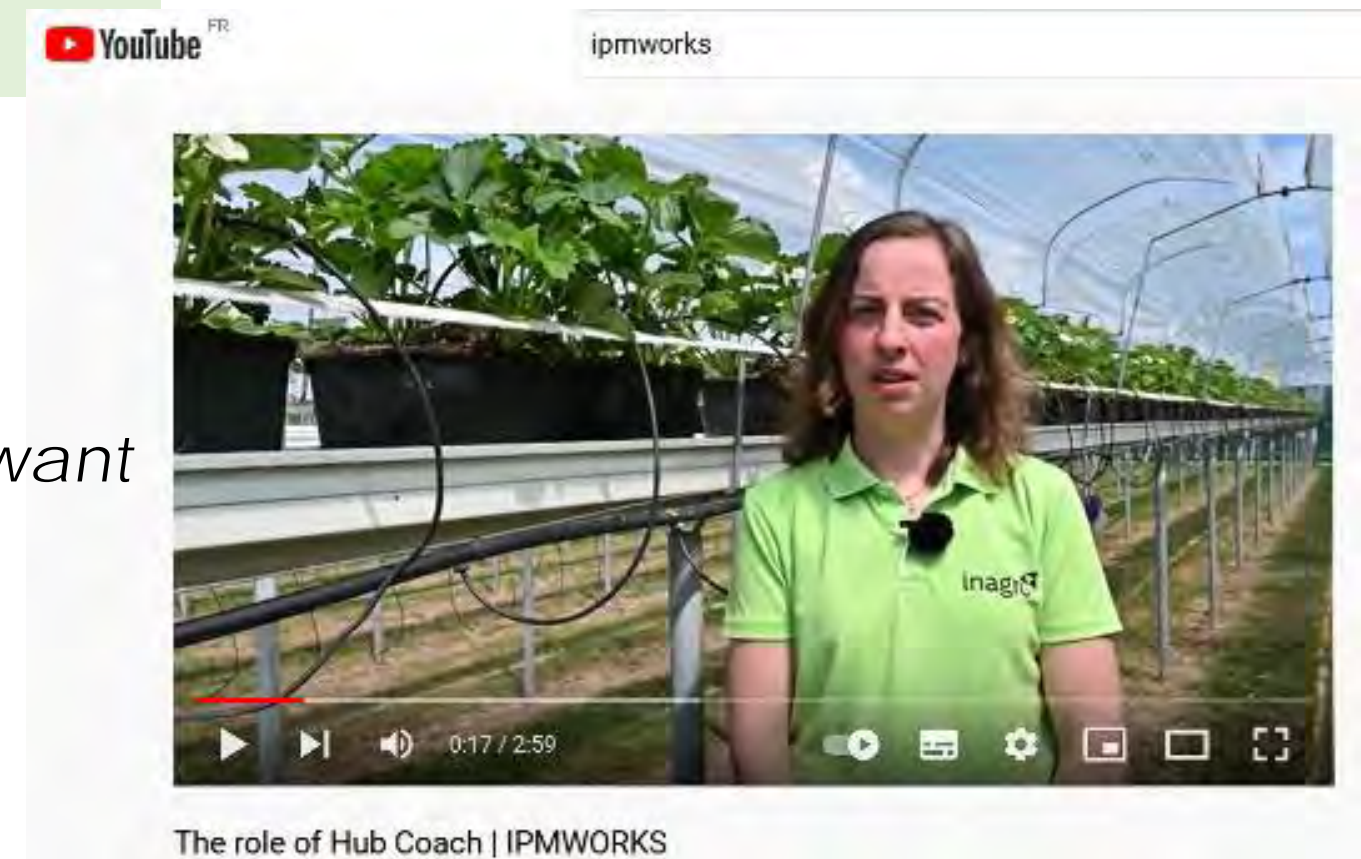 YouTube FR
ipmworks
want
inagro
0:17 / 2:59
The role of Hub Coach | IPMWORKS